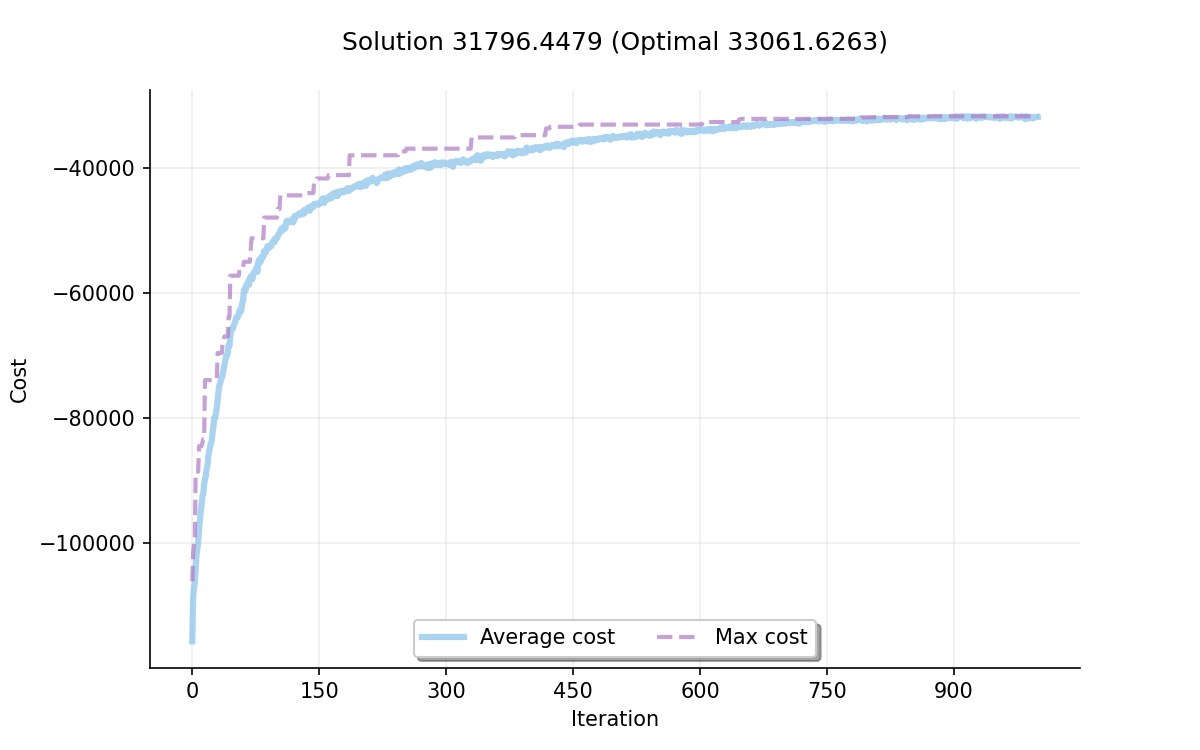 Solution 31796.4479 (Optimal 33061.6263)
Cost
−40000
−60000
−80000
−100000
Average cost
Max cost
0
150
300
450
600
750
900
Iteration